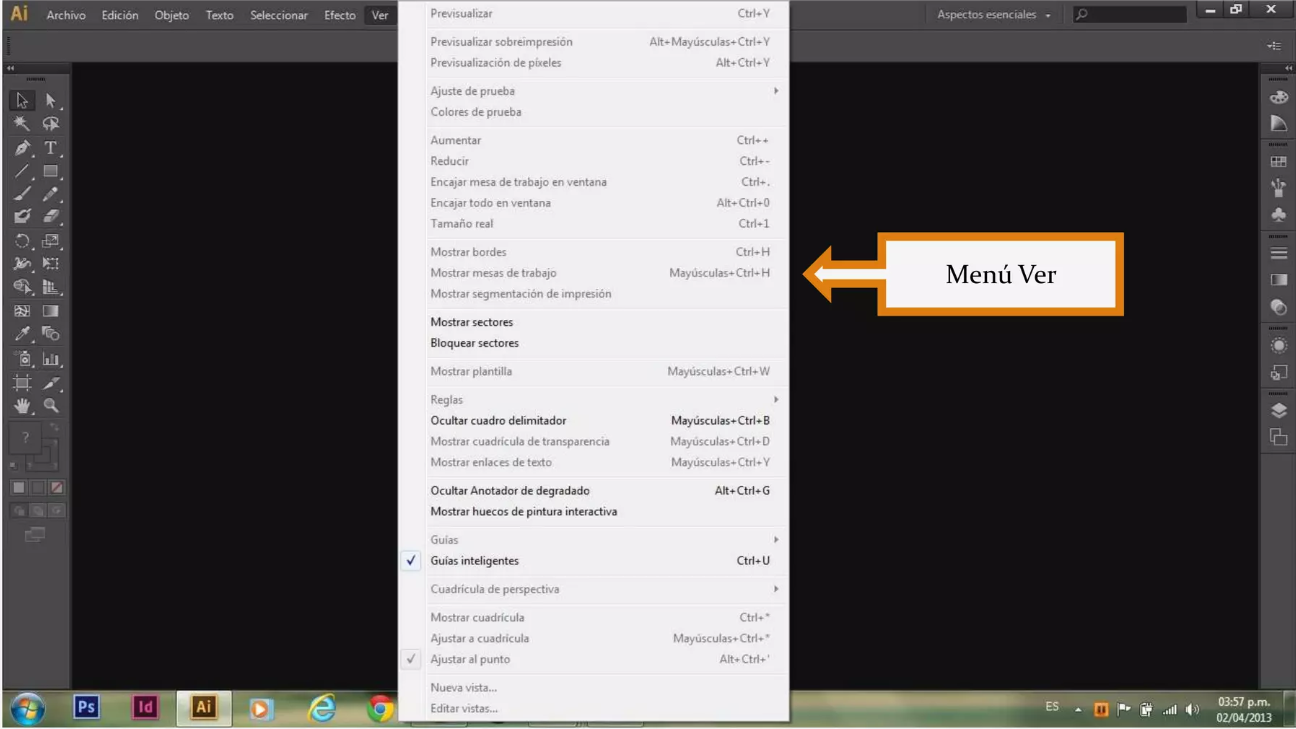 Ai Archivo Edición Objeto Texto Seleccionar Efecto Ver
Aspectos esenciales
Previsualizar Ctrl+Y
Previsualizar sobreimpresión Alt+Mayúsculas+Ctrl+Y
Previsualización de píxeles Alt+Ctrl+Y
Ajuste de prueba
Colores de prueba
Aumentar Ctrl++
Reducir Ctrl+-
Encajar mesa de trabajo en ventana Ctrl+.
Encajar todo en ventana Alt+Ctrl+0
Tamaño real Ctrl+1
Mostrar bordes Ctrl+H
Mostrar mesas de trabajo Mayúsculas+Ctrl+H
Mostrar segmentación de impresión
Mostrar sectores
Bloquear sectores
Mostrar plantilla Mayúsculas+Ctrl+W
Reglas
Ocultar cuadro delimitador Mayúsculas+Ctrl+B
Mostrar cuadrícula de transparencia Mayúsculas+Ctrl+D
Mostrar enlaces de texto Mayúsculas+Ctrl+Y
Ocultar Anotador de degradado Alt+Ctrl+G
Mostrar huecos de pintura interactiva
Guías
Guías inteligentes Ctrl+U
Cuadrícula de perspectiva
Mostrar cuadrícula Ctrl+"
Ajustar a cuadrícula Mayúsculas+Ctrl+"
Ajustar al punto Alt+Ctrl+'
Nueva vista...
Editar vistas...
Menú Ver
T
?
Ps Id Ai
ES
03:57 p.m.
02/04/2013